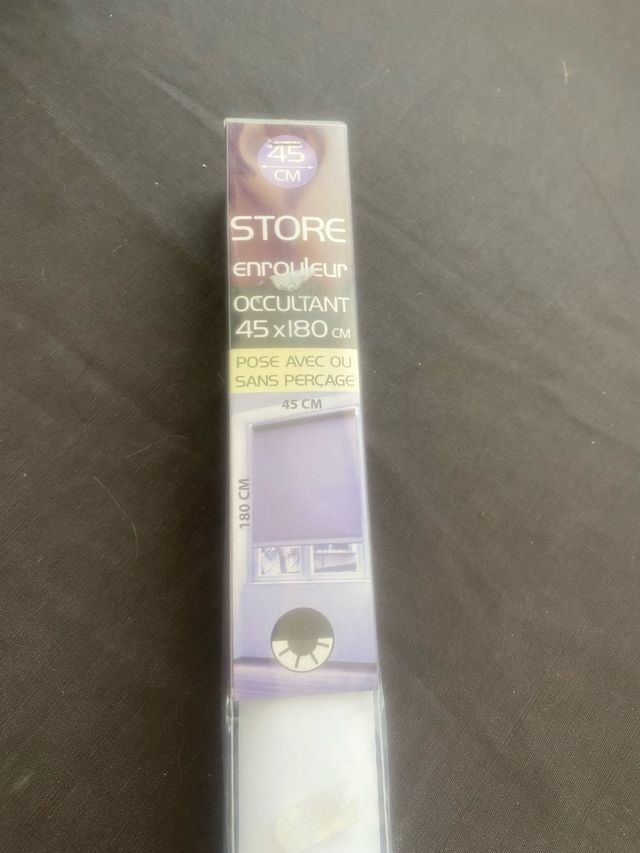 45
CM
STORE
enrouleur
OCCULTANT
45x180 CM
POSE AVEC OU
SANS PERÇAGE
45 CM
180 CM